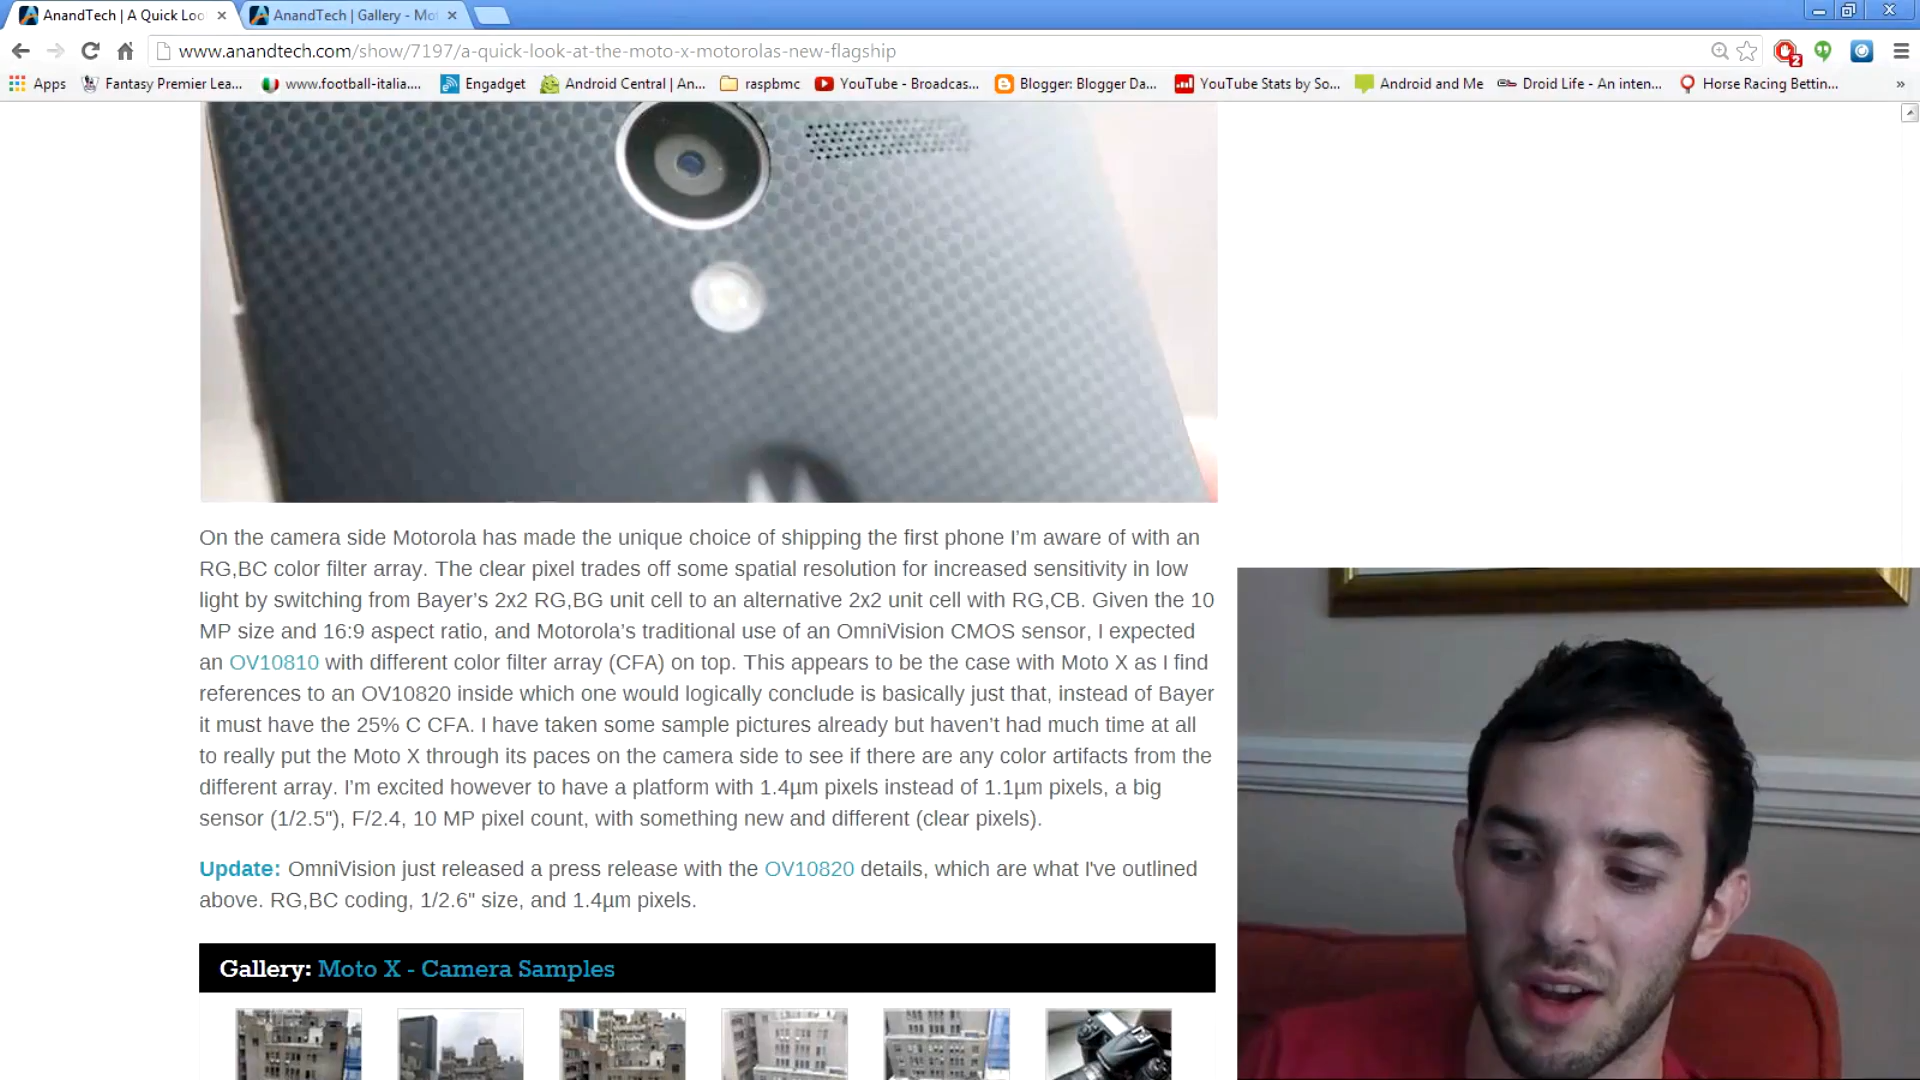 AnandTech | A Quick Loo
AnandTech | Gallery - Mot
www.anandtech.com/show/7197/a-quick-look-at-the-moto-x-motorolas-new-flagship
2
Apps Fantasy Premier Lea... www.football-italia.... Engadget Android Central | An... raspbmc YouTube - Broadcas... Blogger: Blogger Da... YouTube Stats by So... Android and Me Droid Life - An inten... Horse Racing Bettin... »
On the camera side Motorola has made the unique choice of shipping the first phone I’m aware of with an
RG,BC color filter array. The clear pixel trades off some spatial resolution for increased sensitivity in low
light by switching from Bayer’s 2x2 RG,BG unit cell to an alternative 2x2 unit cell with RG,CB. Given the 10
MP size and 16:9 aspect ratio, and Motorola’s traditional use of an OmniVision CMOS sensor, I expected
an OV10810 with different color filter array (CFA) on top. This appears to be the case with Moto X as I find
references to an OV10820 inside which one would logically conclude is basically just that, instead of Bayer
it must have the 25% C CFA. I have taken some sample pictures already but haven’t had much time at all
to really put the Moto X through its paces on the camera side to see if there are any color artifacts from the
different array. I’m excited however to have a platform with 1.4µm pixels instead of 1.1µm pixels, a big
sensor (1/2.5"), F/2.4, 10 MP pixel count, with something new and different (clear pixels).
Update: OmniVision just released a press release with the OV10820 details, which are what I've outlined
above. RG,BC coding, 1/2.6" size, and 1.4µm pixels.
Gallery: Moto X - Camera Samples